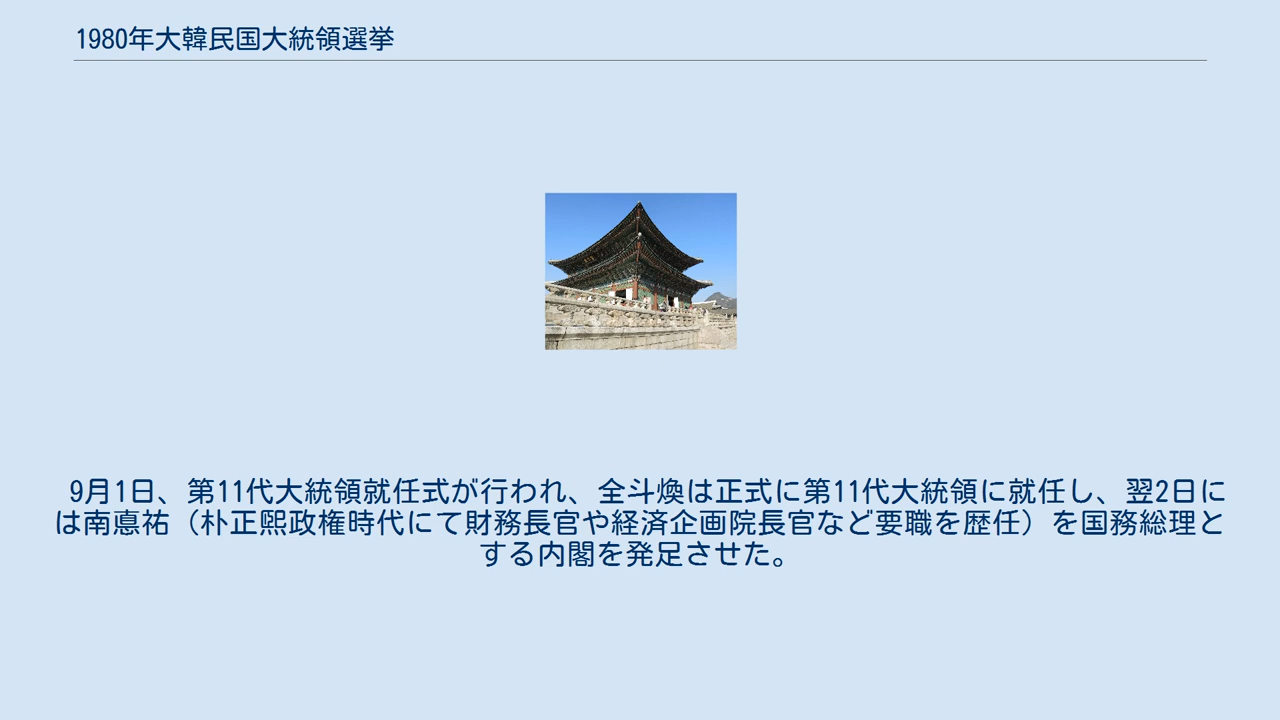 1980年大韓民国大統領選挙
9月1日、第11代大統領就任式が行われ、全斗煥は正式に第11代大統領に就任し、翌2日に
は南悳祐（朴正煕政権時代にて財務長官や経済企画院長官など要職を歴任）を国務総理と
する内閣を発足させた。